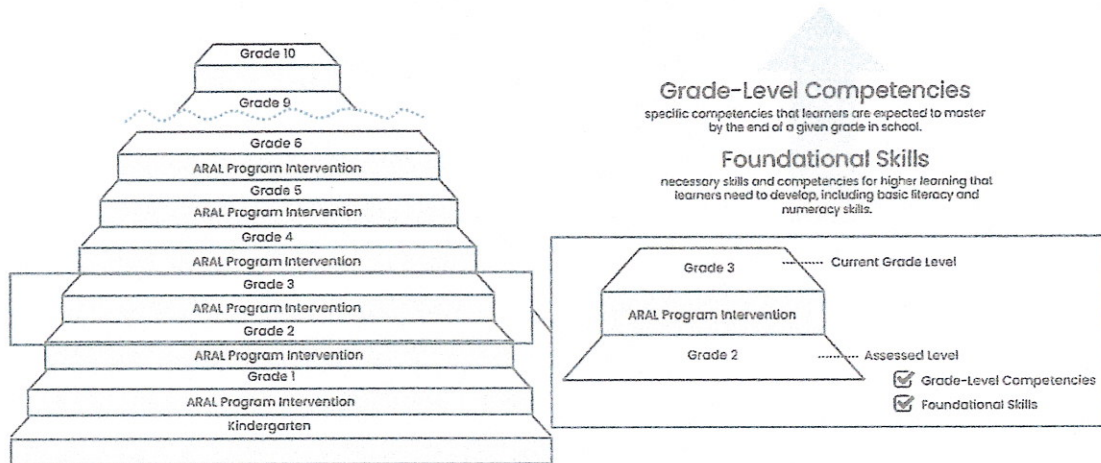 Grade 10
Grade 9
Grade 6
ARAL Program Intervention
Grade 5
ARAL Program Intervention
Grade 4
ARAL Program Intervention
Grade 3
ARAL Program Intervention
Grade 2
ARAL Program Intervention
Grade 1
ARAL Program Intervention
Kindergarten
Grade-Level Competencies
specific competencies that learners are expected to master
by the end of a given grade in school.
Foundational Skills
necessary skills and competencies for higher learning that
learners need to develop, including basic literacy and
numeracy skills.
Grade 3
Current Grade Level
ARAL Program Intervention
Grade 2
Assessed Level
Grade-Level Competencies
Foundational Skills